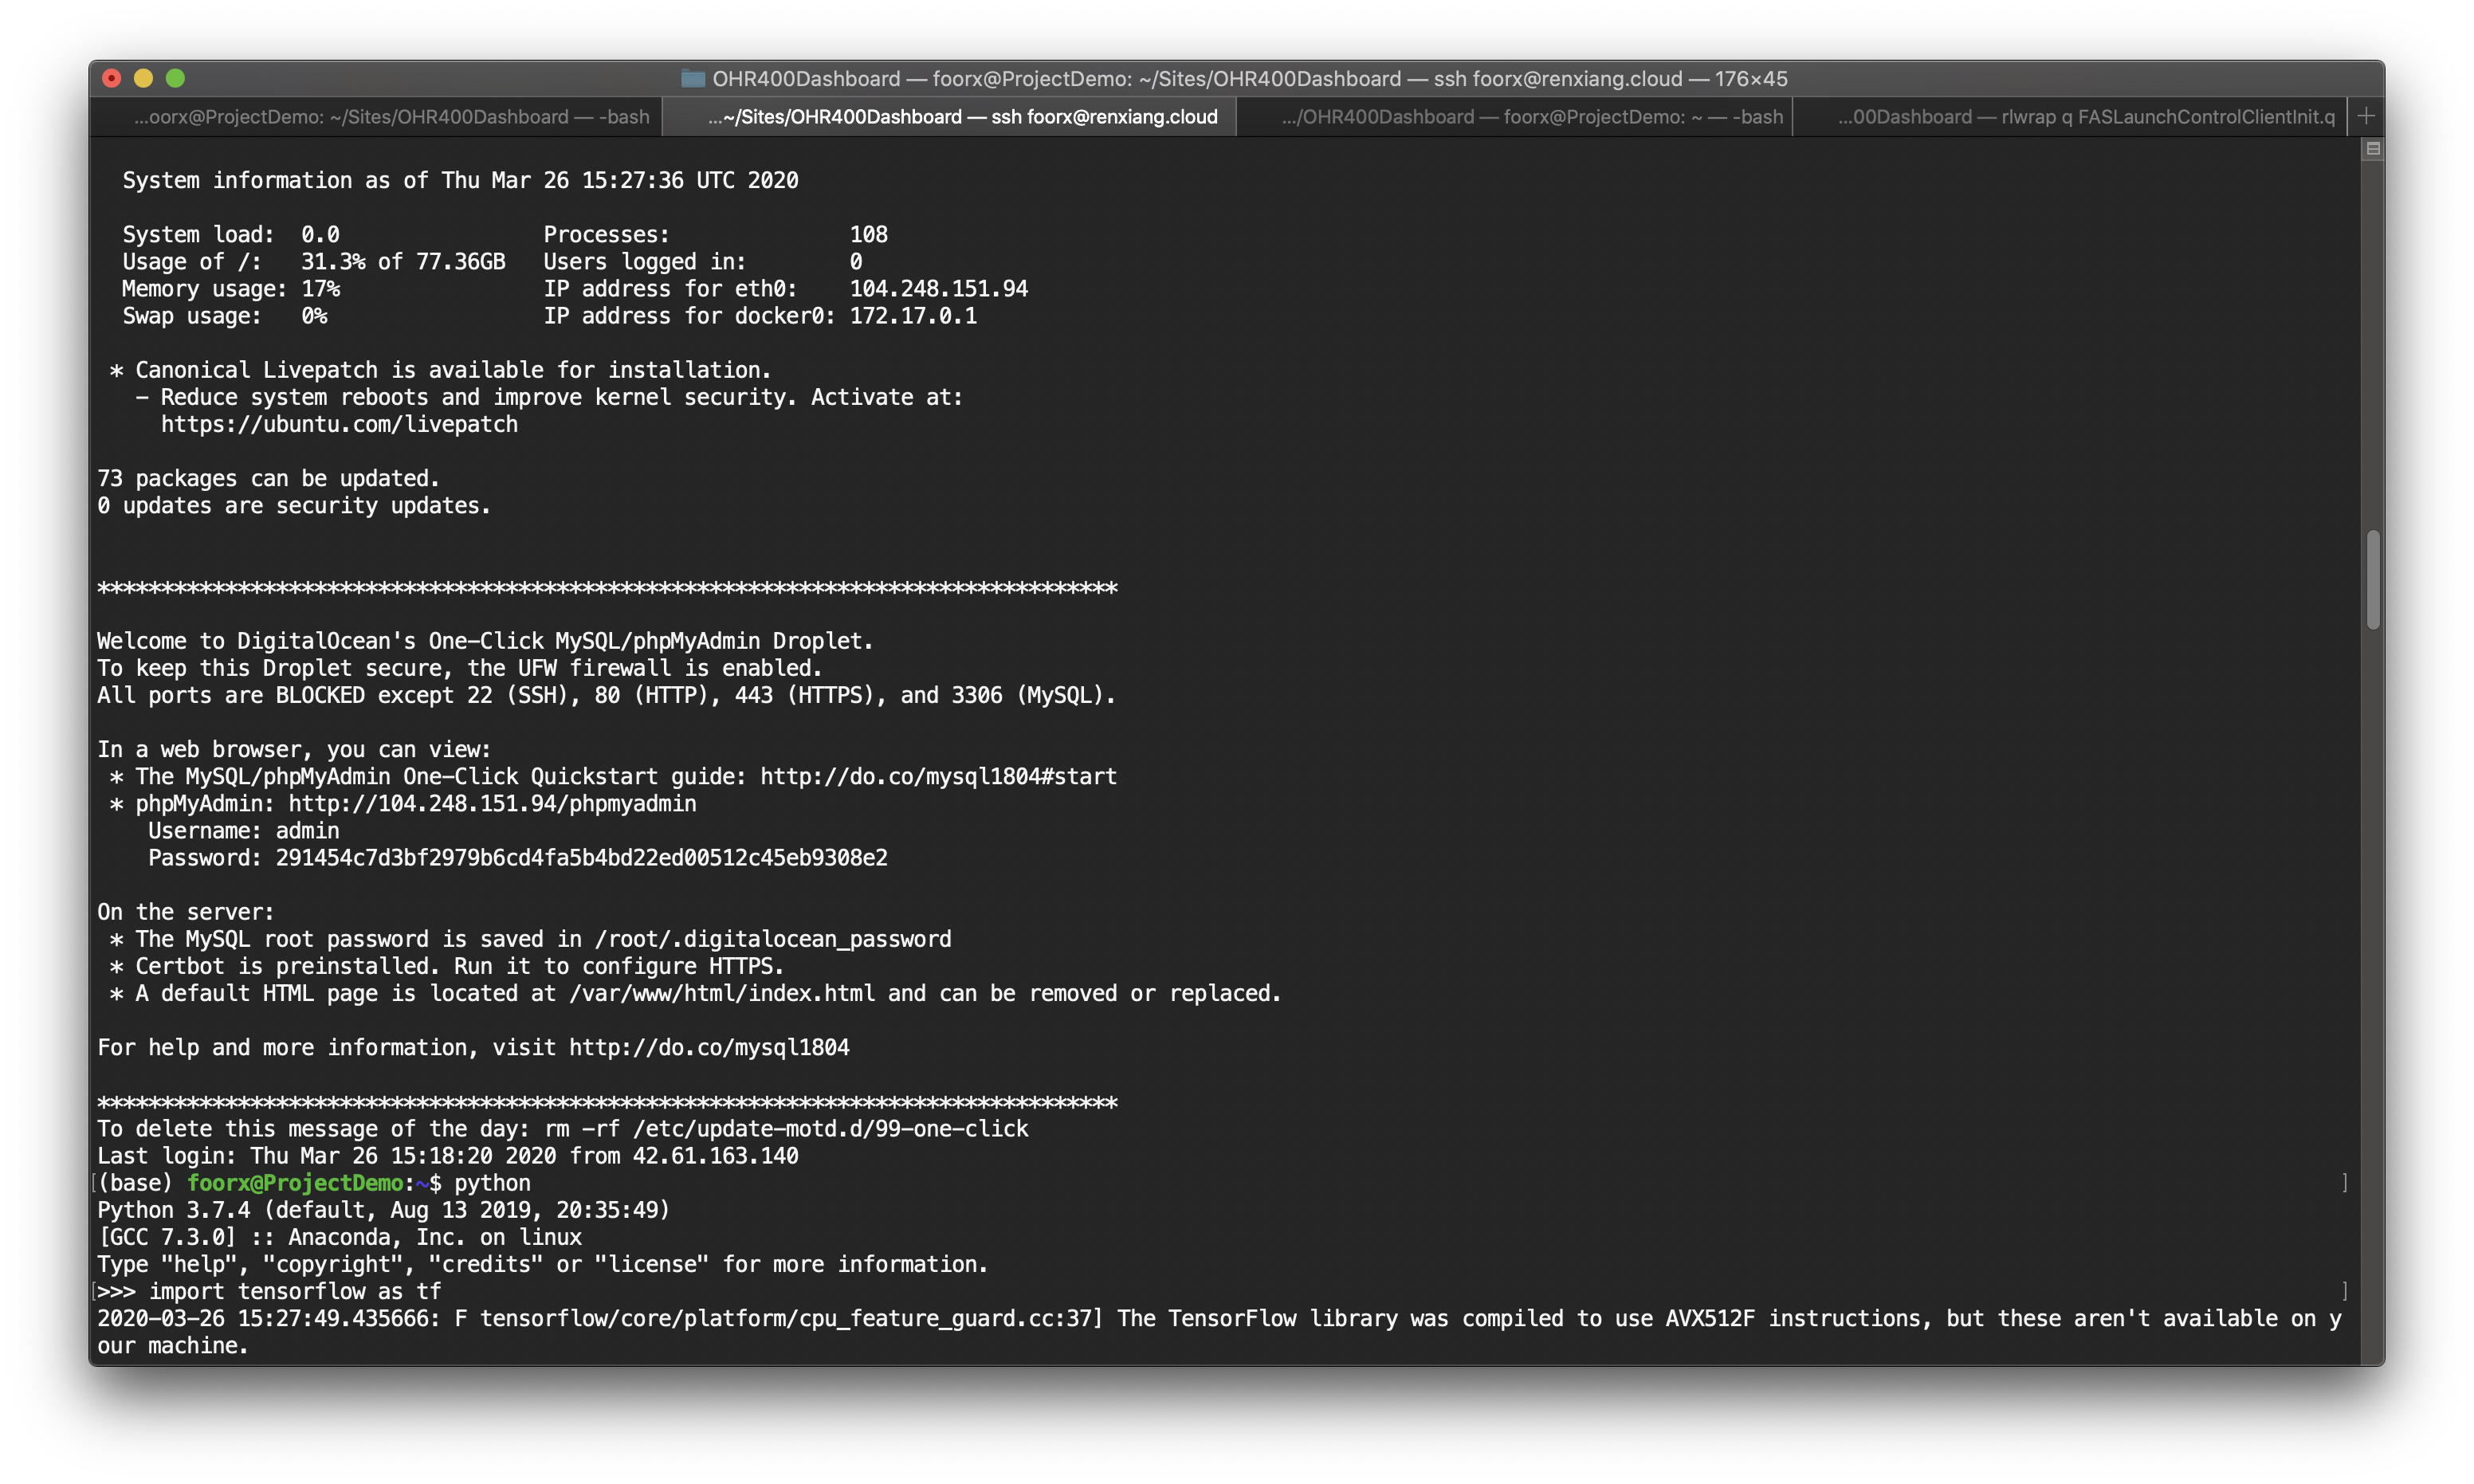 OHR400Dashboard — foorx@ProjectDemo: ~/Sites/OHR400Dashboard — ssh foorx@renxiang.cloud — 176×45
...oorx@ProjectDemo: ~/Sites/OHR400Dashboard — -bash
...~/Sites/OHR400Dashboard — ssh foorx@renxiang.cloud
.../OHR400Dashboard — foorx@ProjectDemo: ~ — -bash
...00Dashboard — rlwrap q FASLaunchControlClientInit.q
System information as of Thu Mar 26 15:27:36 UTC 2020
System load:  0.0                Processes:              108
Usage of /:   31.3% of 77.36GB   Users logged in:        0
Memory usage: 17%                IP address for eth0:    104.248.151.94
Swap usage:   0%                 IP address for docker0: 172.17.0.1
* Canonical Livepatch is available for installation.
- Reduce system reboots and improve kernel security. Activate at:
https://ubuntu.com/livepatch
73 packages can be updated.
0 updates are security updates.
********************************************************************************
Welcome to DigitalOcean's One-Click MySQL/phpMyAdmin Droplet.
To keep this Droplet secure, the UFW firewall is enabled.
All ports are BLOCKED except 22 (SSH), 80 (HTTP), 443 (HTTPS), and 3306 (MySQL).
In a web browser, you can view:
* The MySQL/phpMyAdmin One-Click Quickstart guide: http://do.co/mysql1804#start
* phpMyAdmin: http://104.248.151.94/phpmyadmin
Username: admin
Password: 291454c7d3bf2979b6cd4fa5b4bd22ed00512c45eb9308e2
On the server:
* The MySQL root password is saved in /root/.digitalocean_password
* Certbot is preinstalled. Run it to configure HTTPS.
* A default HTML page is located at /var/www/html/index.html and can be removed or replaced.
For help and more information, visit http://do.co/mysql1804
********************************************************************************
To delete this message of the day: rm -rf /etc/update-motd.d/99-one-click
Last login: Thu Mar 26 15:18:20 2020 from 42.61.163.140
[(base) foorx@ProjectDemo:~$ python ]
Python 3.7.4 (default, Aug 13 2019, 20:35:49)
[GCC 7.3.0] :: Anaconda, Inc. on linux
Type "help", "copyright", "credits" or "license" for more information.
[>>> import tensorflow as tf ]
2020-03-26 15:27:49.435666: F tensorflow/core/platform/cpu_feature_guard.cc:37] The TensorFlow library was compiled to use AVX512F instructions, but these aren't available on y
our machine.